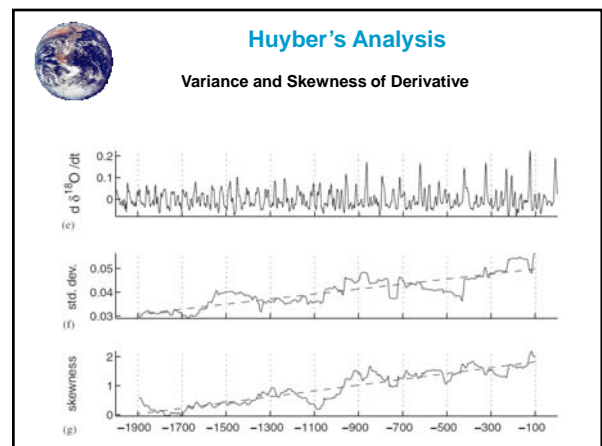 Huyber's Analysis
Variance and Skewness of Derivative
d δ¹⁸O /dt
0.2
0.1
0
(e)
std. dev.
0.05
0.04
0.03
(f)
skewness
2
1
0
(g)
−1900 −1700 −1500 −1300 −1100 −900 −700 −500 −300 −100